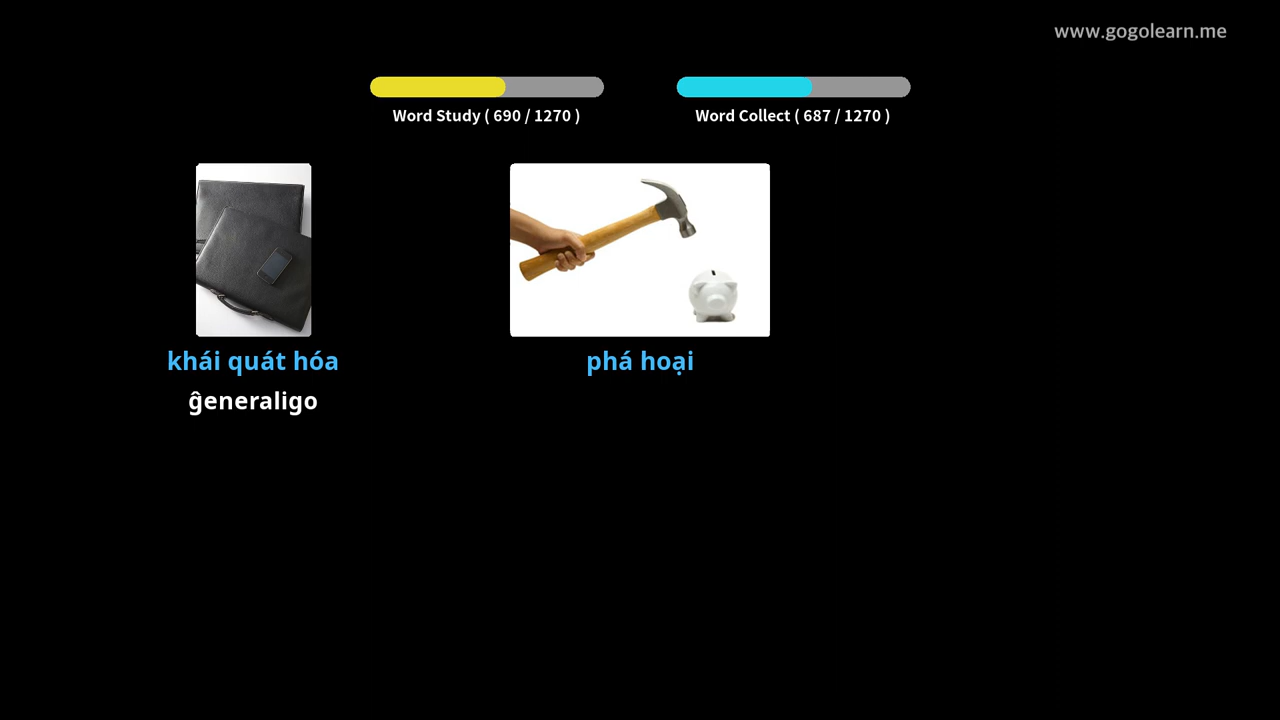 www.gogolearn.me
Word Study ( 690 / 1270 )
Word Collect ( 687 / 1270 )
khái quát hóa
ĝeneraligo
phá hoại